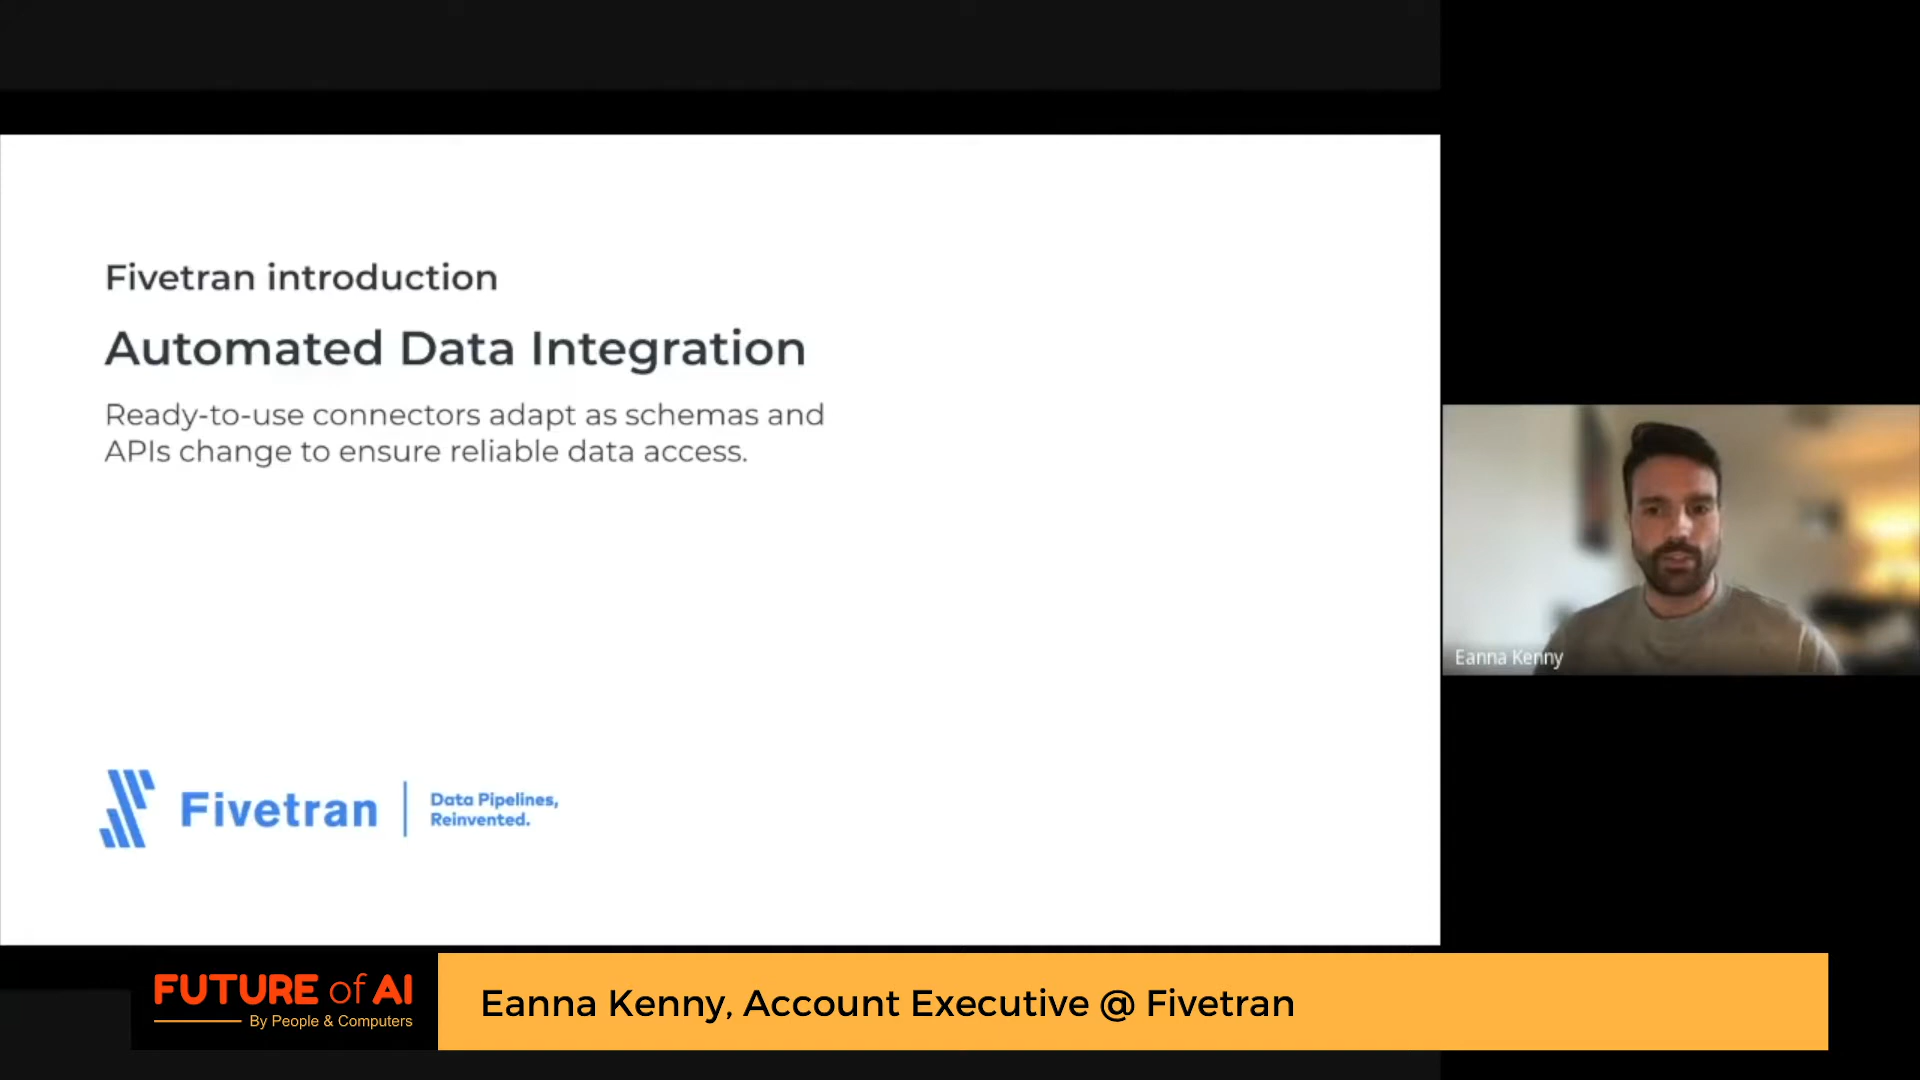 Fivetran introduction
Automated Data Integration
Ready-to-use connectors adapt as schemas and
APIs change to ensure reliable data access.
Fivetran
Data Pipelines,
Reinvented.
Eanna Kenny
FUTURE of AI
By People & Computers
Eanna Kenny, Account Executive @ Fivetran